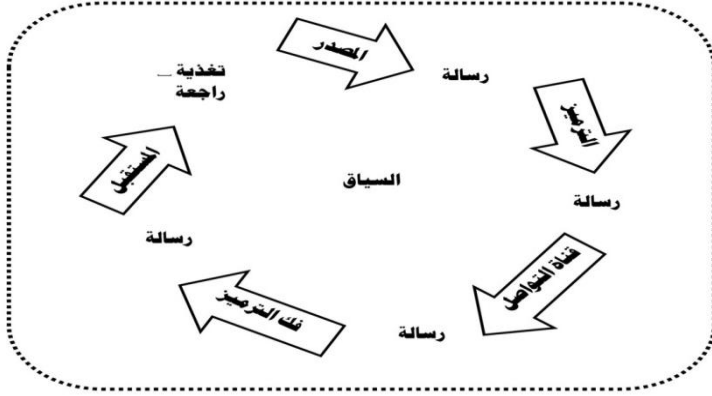 المصدر
رسالة
الترميز
رسالة
قناة التواصل
رسالة
فك الترميز
رسالة
المستقبل
تغذية _
راجعة
السياق